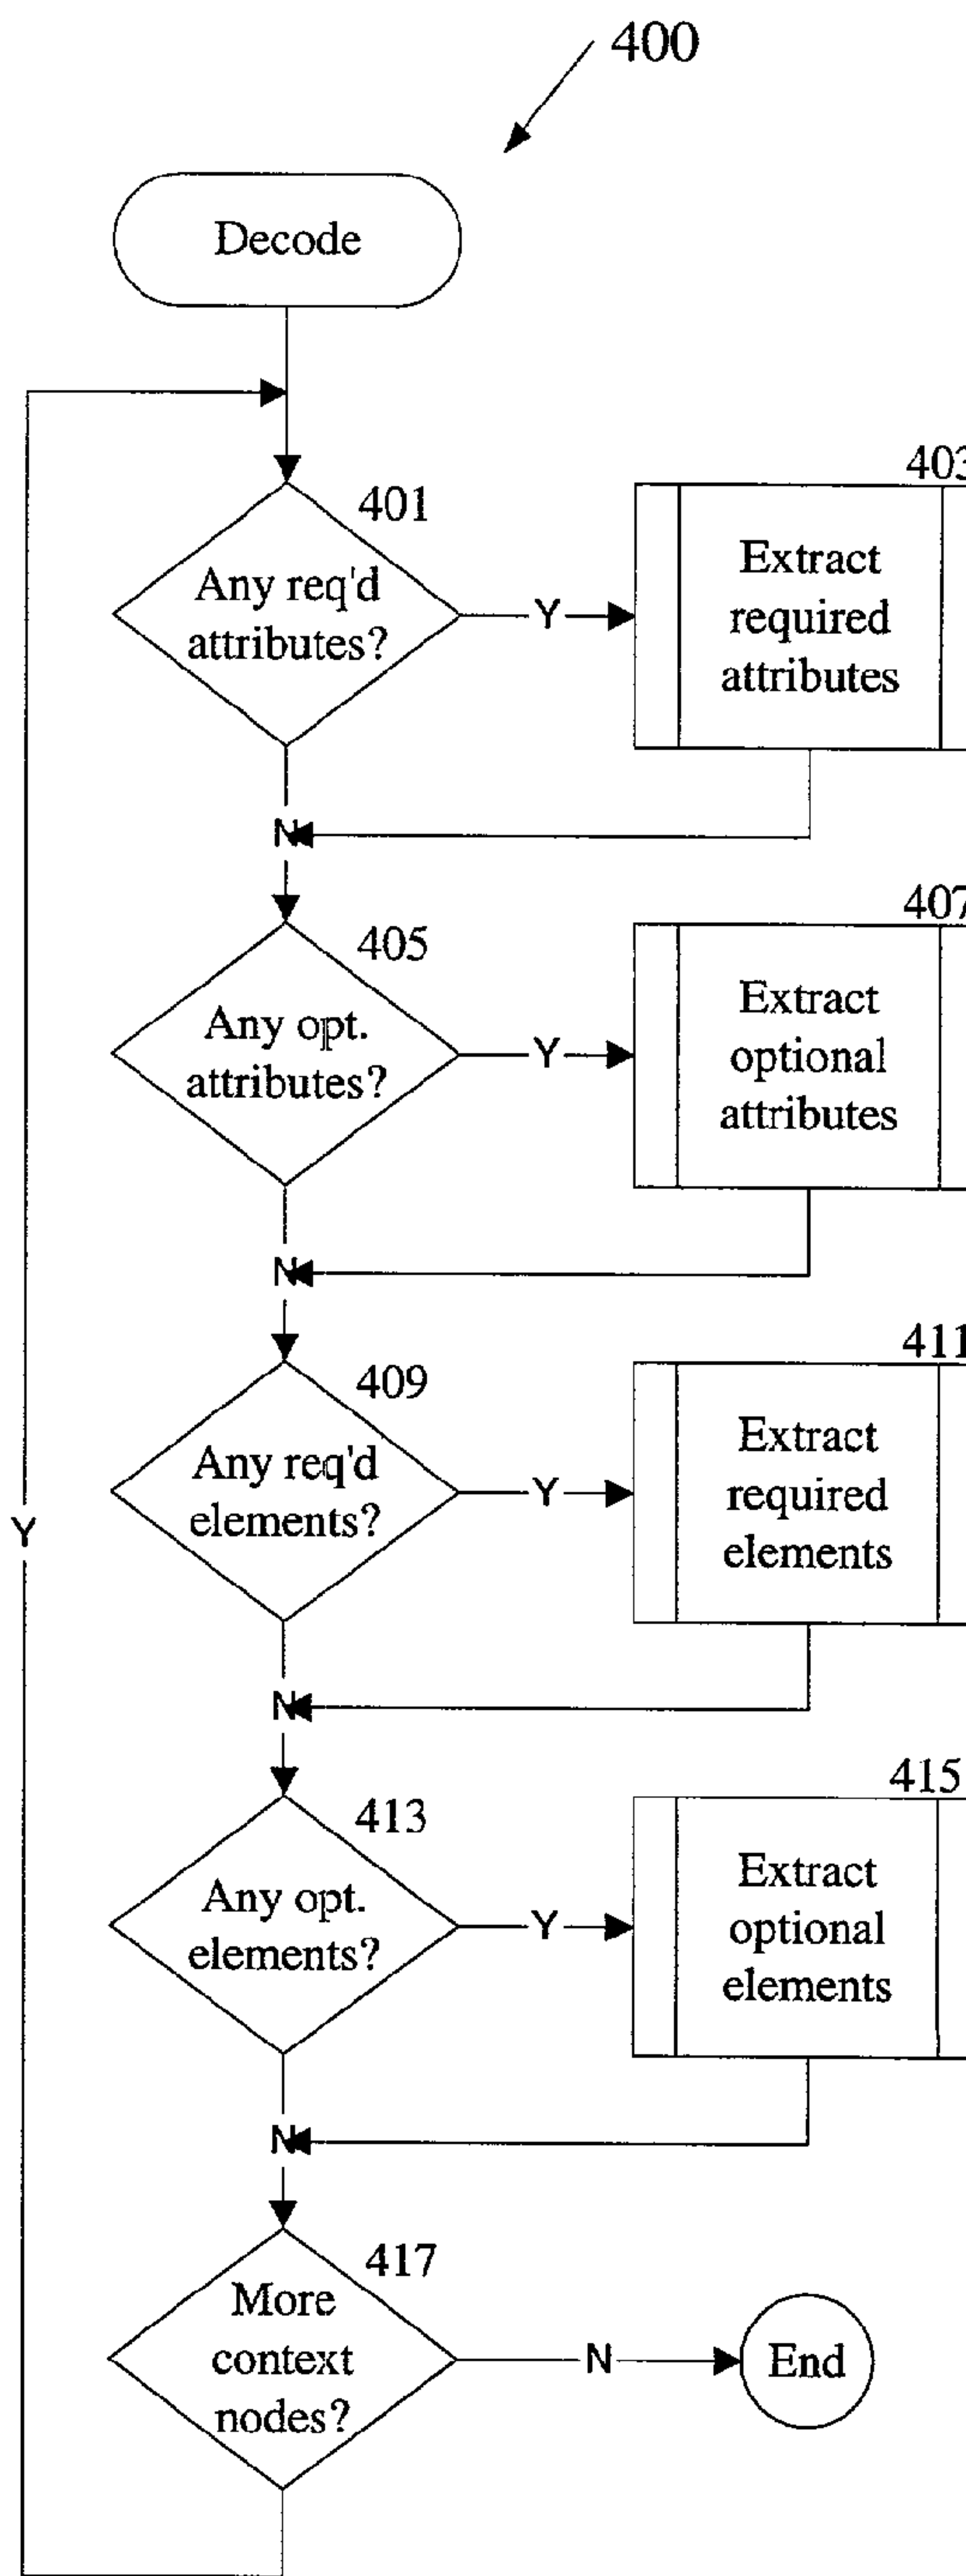 400
Decode
401
Any req'd
attributes?
Y
403
Extract
required
attributes
N
405
Any opt.
attributes?
Y
407
Extract
optional
attributes
N
409
Any req'd
elements?
Y
411
Extract
required
elements
N
Y
413
Any opt.
elements?
Y
415
Extract
optional
elements
N
417
More
context
nodes?
N
End